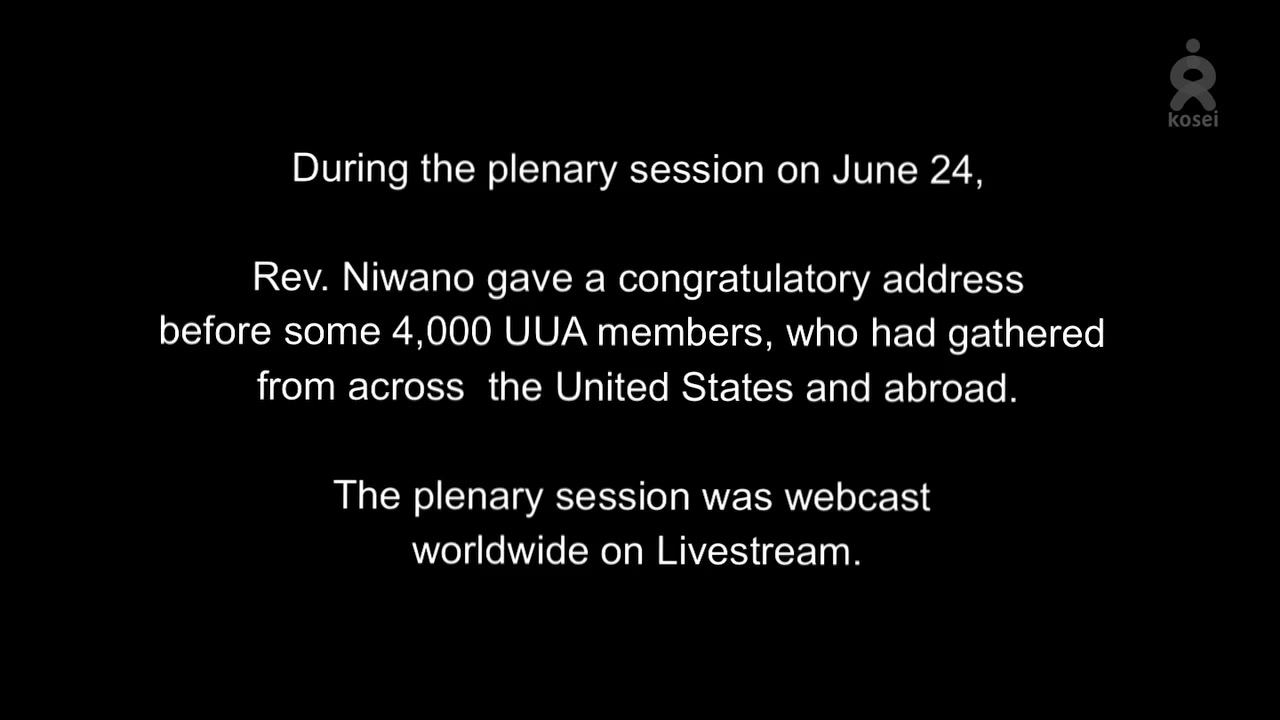 kosei
During the plenary session on June 24,
Rev. Niwano gave a congratulatory address
before some 4,000 UUA members, who had gathered
from across  the United States and abroad.
The plenary session was webcast
worldwide on Livestream.